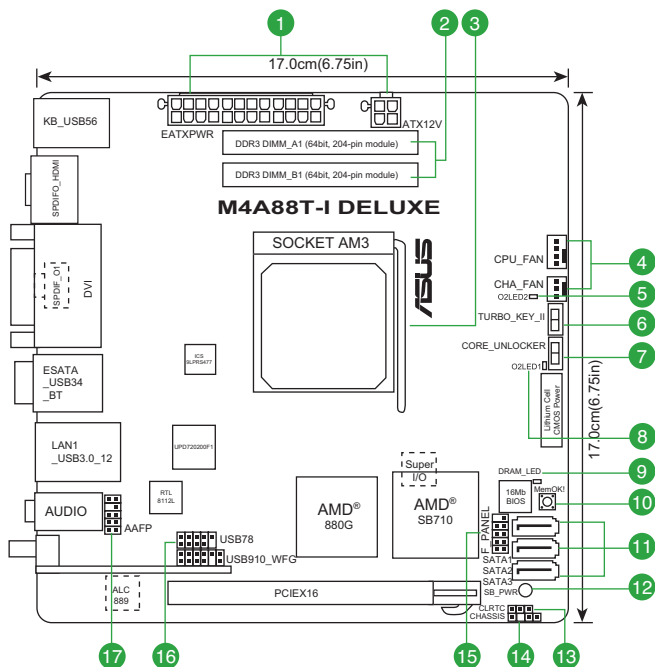 1
2
3
17.0cm(6.75in)
KB_USB56
EATXPWR
ATX12V
DDR3 DIMM_A1 (64bit, 204-pin module)
DDR3 DIMM_B1 (64bit, 204-pin module)
SPDIFO_HDMI
M4A88T-I DELUXE
SOCKET AM3
ASUS
SPDIF_O1
DVI
CPU_FAN
4
CHA_FAN
O2LED2
5
TURBO_KEY_II
6
CORE_UNLOCKER
7
O2LED1
8
ICS
9LPRS477
ESATA
_USB34
_BT
Lithium Cell
CMOS Power
17.0cm(6.75in)
LAN1
_USB3.0_12
UPD720200F1
Super
I/O
DRAM_LED
9
RTL
8112L
AMD®
880G
AMD®
SB710
16Mb
BIOS
MemOK!
10
AUDIO
AAFP
F_PANEL
USB78
USB910_WFG
SATA1
SATA2
SATA3
11
SB_PWR
12
ALC
889
PCIEX16
CLRTC
CHASSIS
17
16
15
14
13